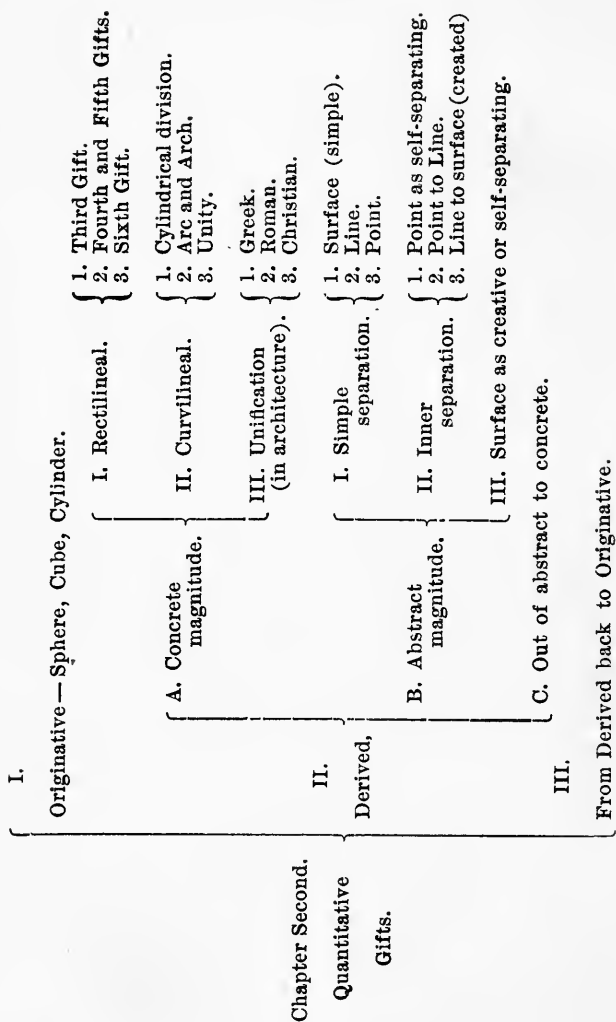 Chapter Second.
Quantitative
Gifts.
I.
Originative — Sphere, Cube, Cylinder.
II.
Derived,
A. Concrete
magnitude.
I. Rectilineal.
1. Third Gift.
2. Fourth and Fifth Gifts.
3. Sixth Gift.
II. Curvilineal.
1. Cylindrical division.
2. Arc and Arch.
3. Unity.
III. Unification
(in architecture).
1. Greek.
2. Roman.
3. Christian.
B. Abstract
magnitude.
I. Simple
separation.
1. Surface (simple).
2. Line.
3. Point.
II. Inner
separation.
1. Point as self-separating.
2. Point to Line.
3. Line to surface (created)
III. Surface as creative or self-separating.
C. Out of abstract to concrete.
III.
From Derived back to Originative.